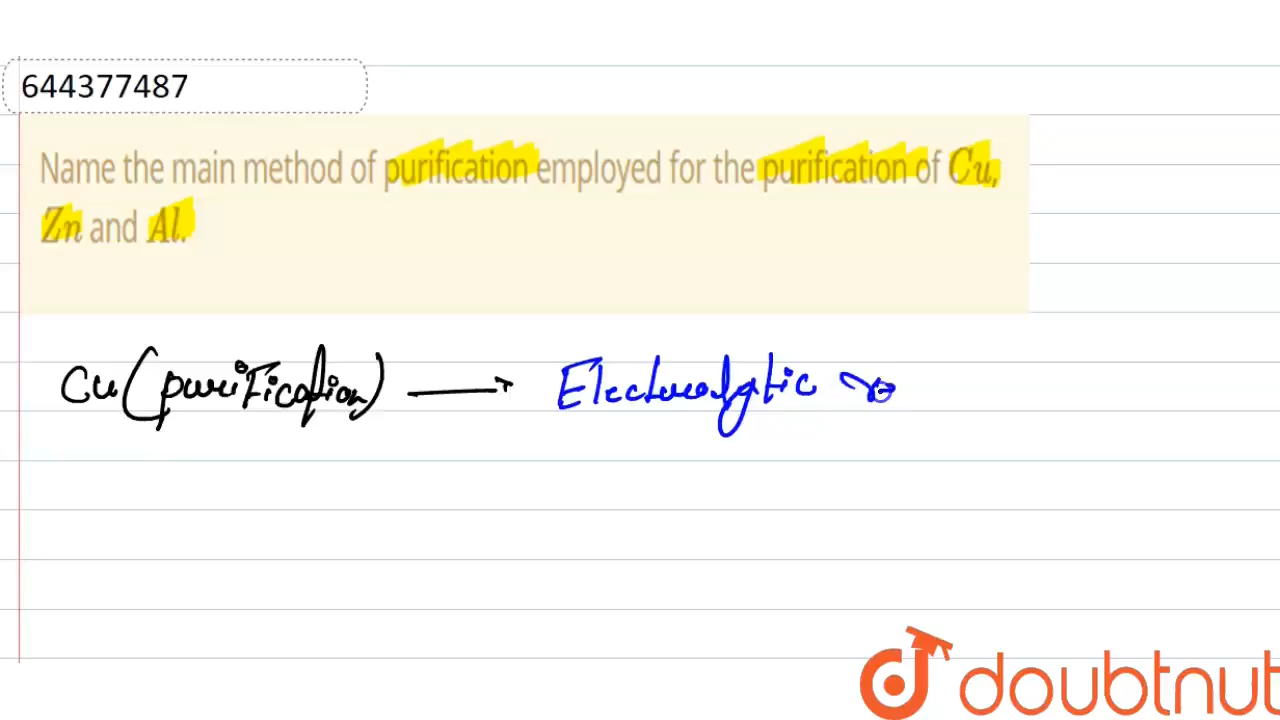 644377487
Name the main method of purification employed for the purification of Cu,
Zn and Al.
Cu (purification) → Electrolytic
doubtnut